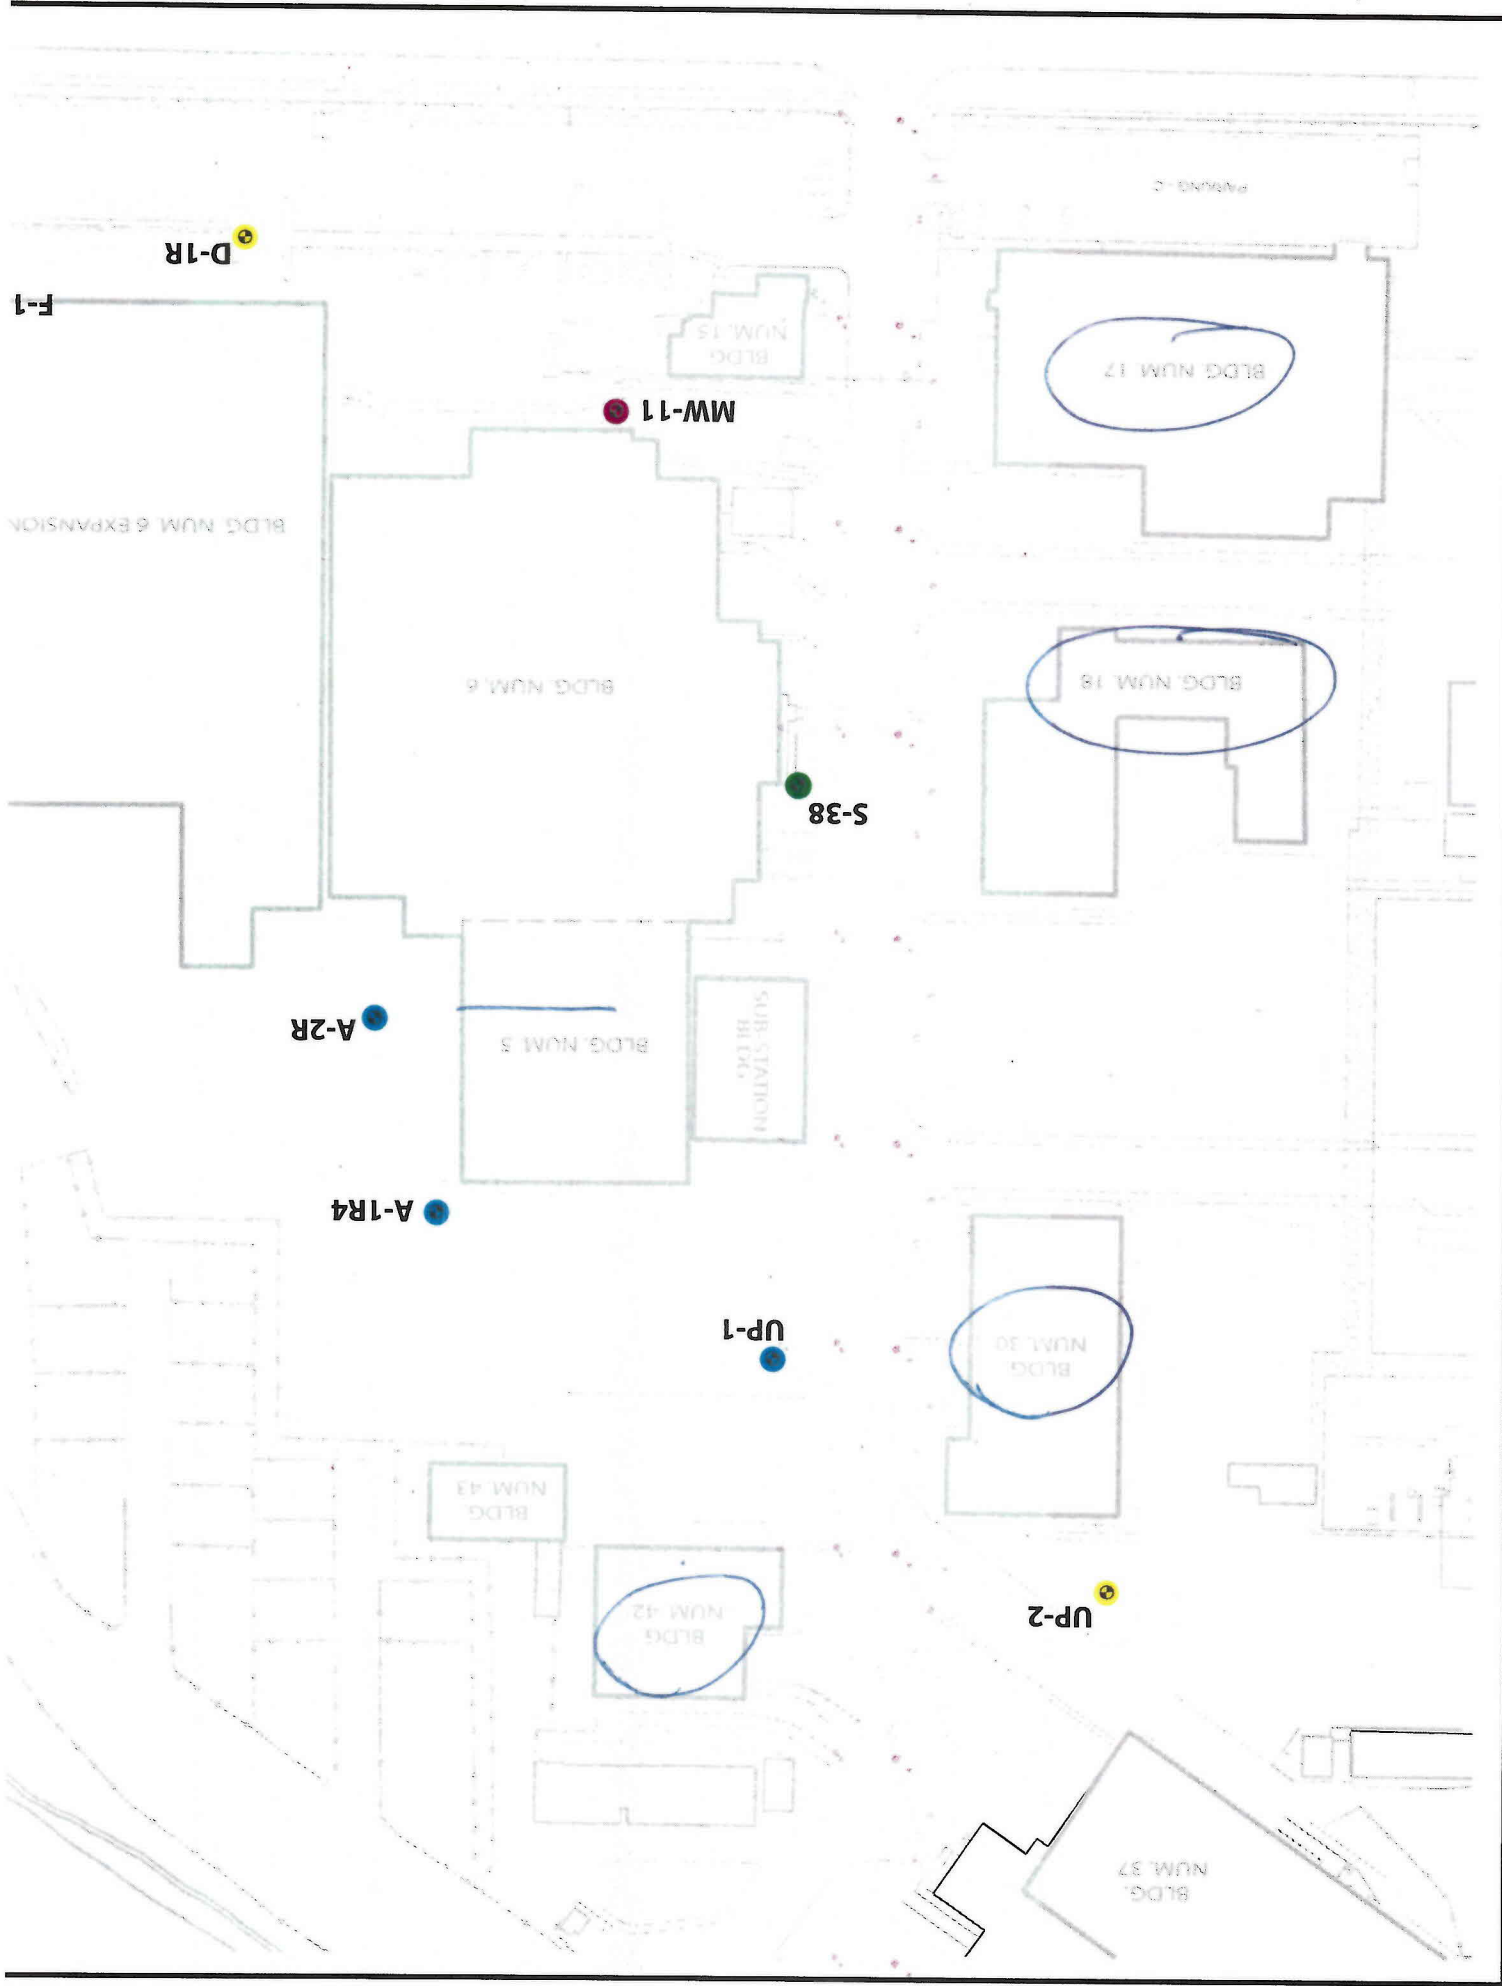 BLDG.
NUM. 37
UP-2
BLDG
NUM. 42
BLDG
NUM. 43
BLDG
NUM. 30
UP-1
A-1R4
SUB STATION
BLDG
BLDG. NUM. 5
A-2R
S-38
BLDG. NUM. 18
BLDG. NUM. 6
BLDG. NUM. 6 EXPANSION
MW-11
BLDG. NUM. 17
BLDG
NUM. 15
F-1
D-1R
PARKING - C